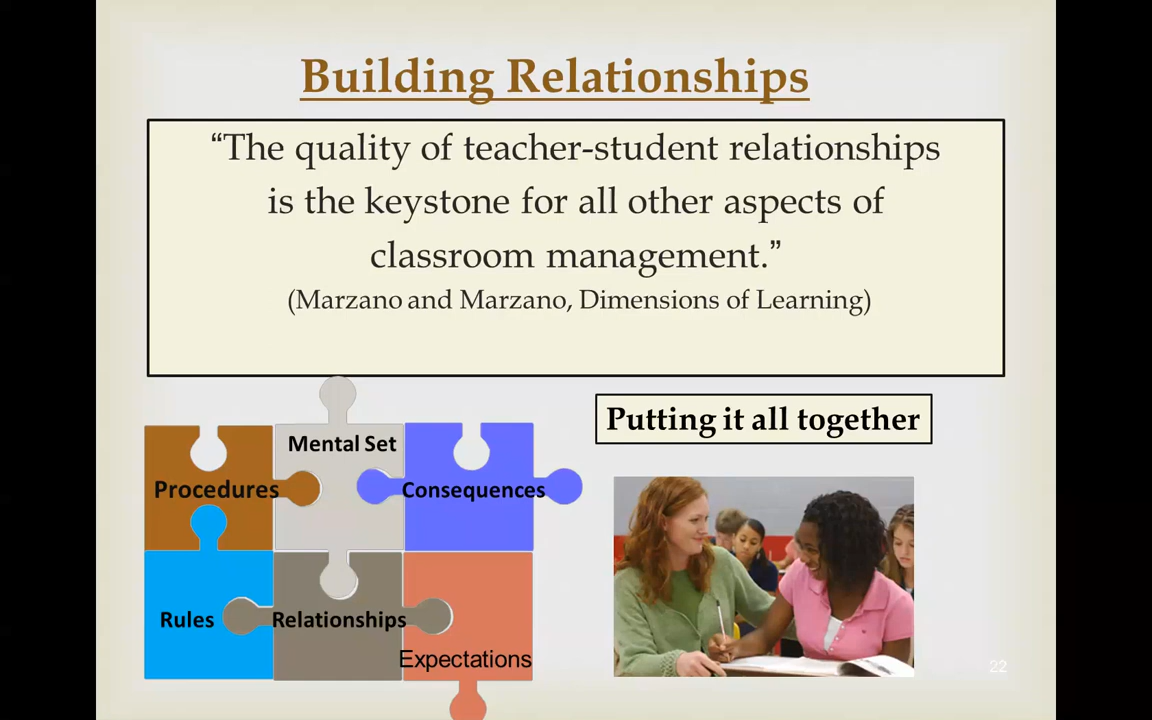 Building Relationships
“The quality of teacher-student relationships
is the keystone for all other aspects of
classroom management.”
(Marzano and Marzano, Dimensions of Learning)
Putting it all together
Mental Set
Procedures
Consequences
Rules
Relationships
Expectations
22